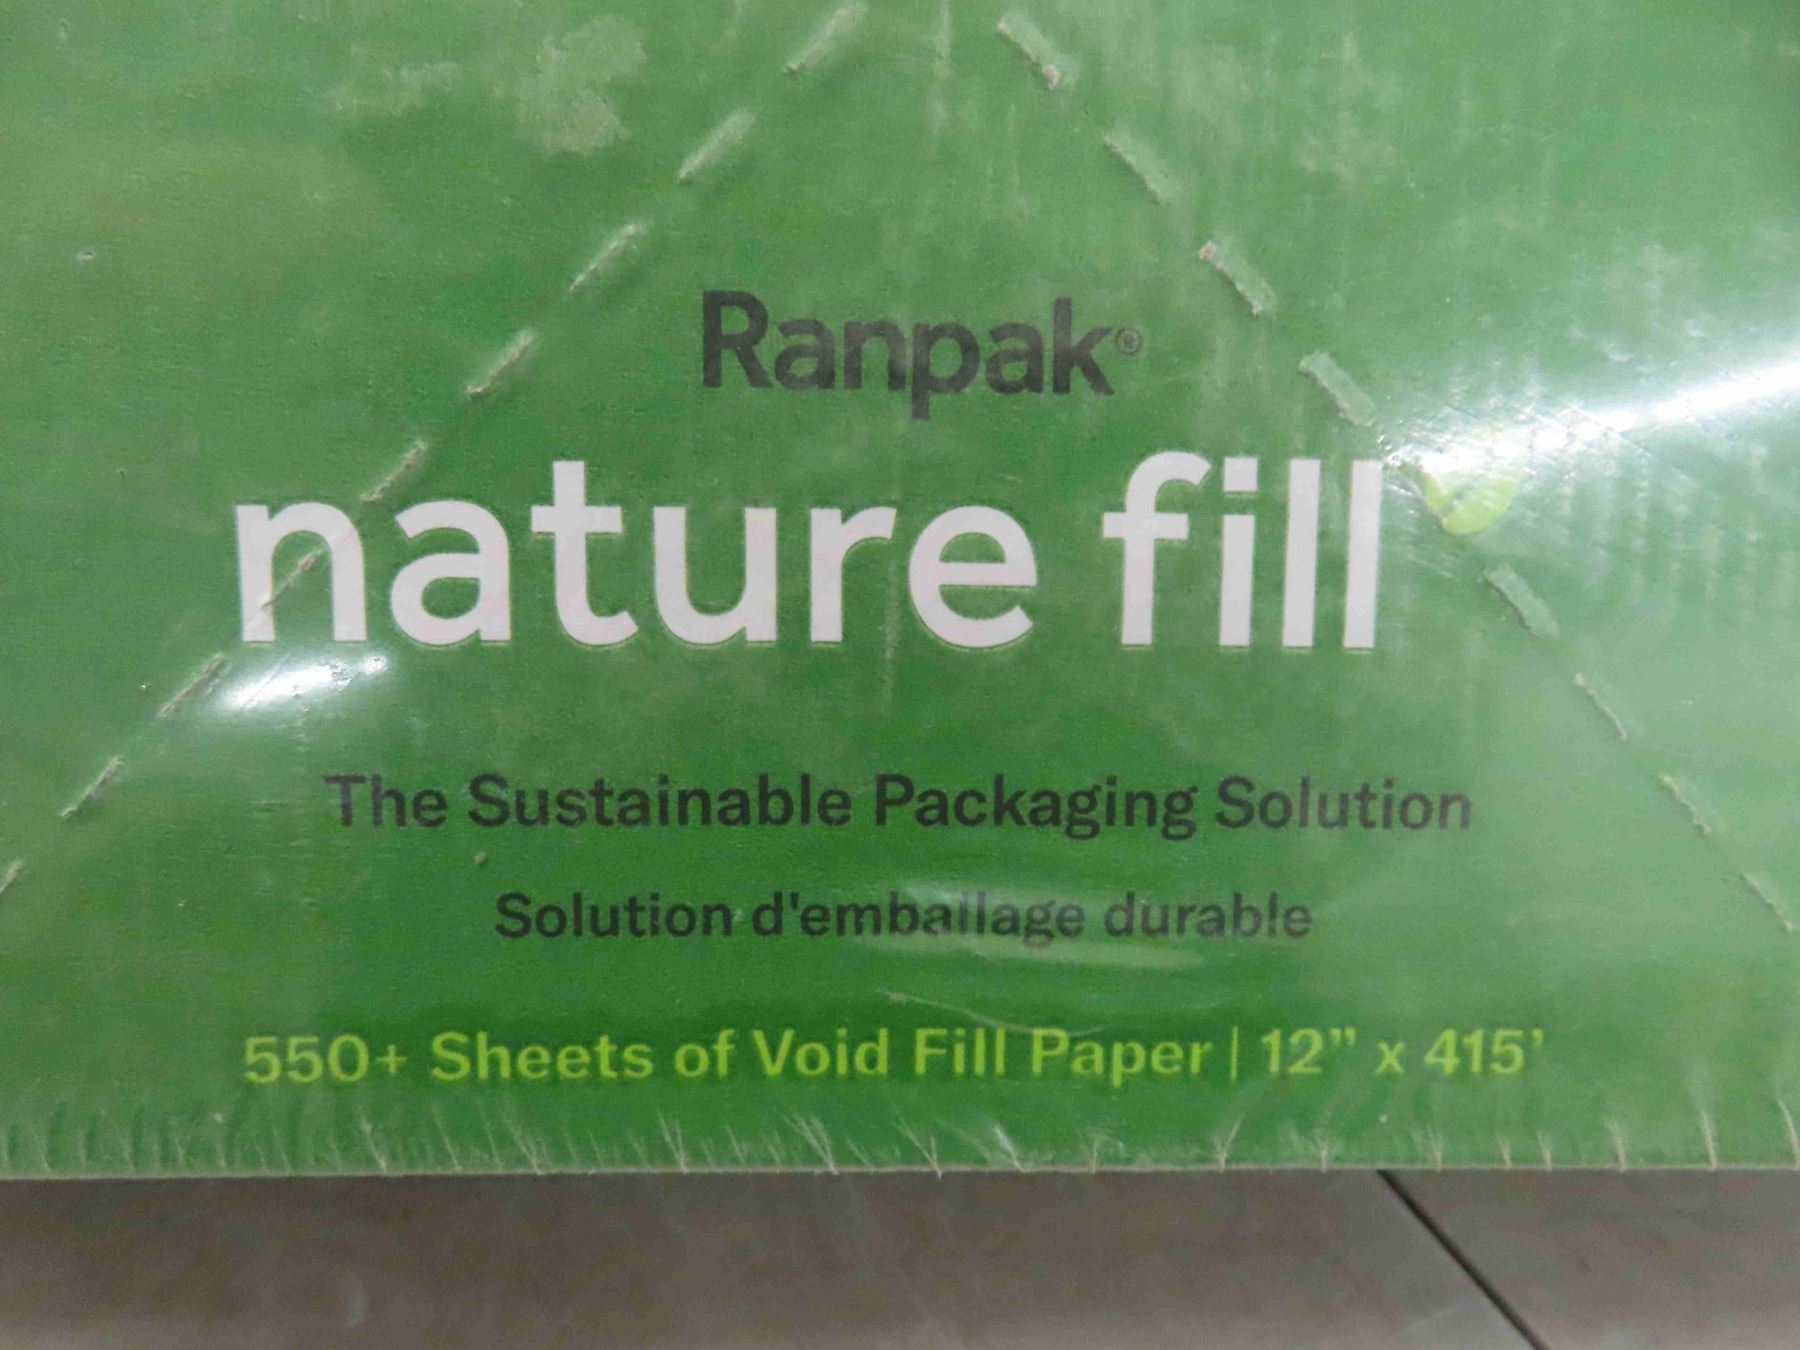 Ranpak®
nature fill
The Sustainable Packaging Solution
Solution d'emballage durable
550+ Sheets of Void Fill Paper | 12” x 415’